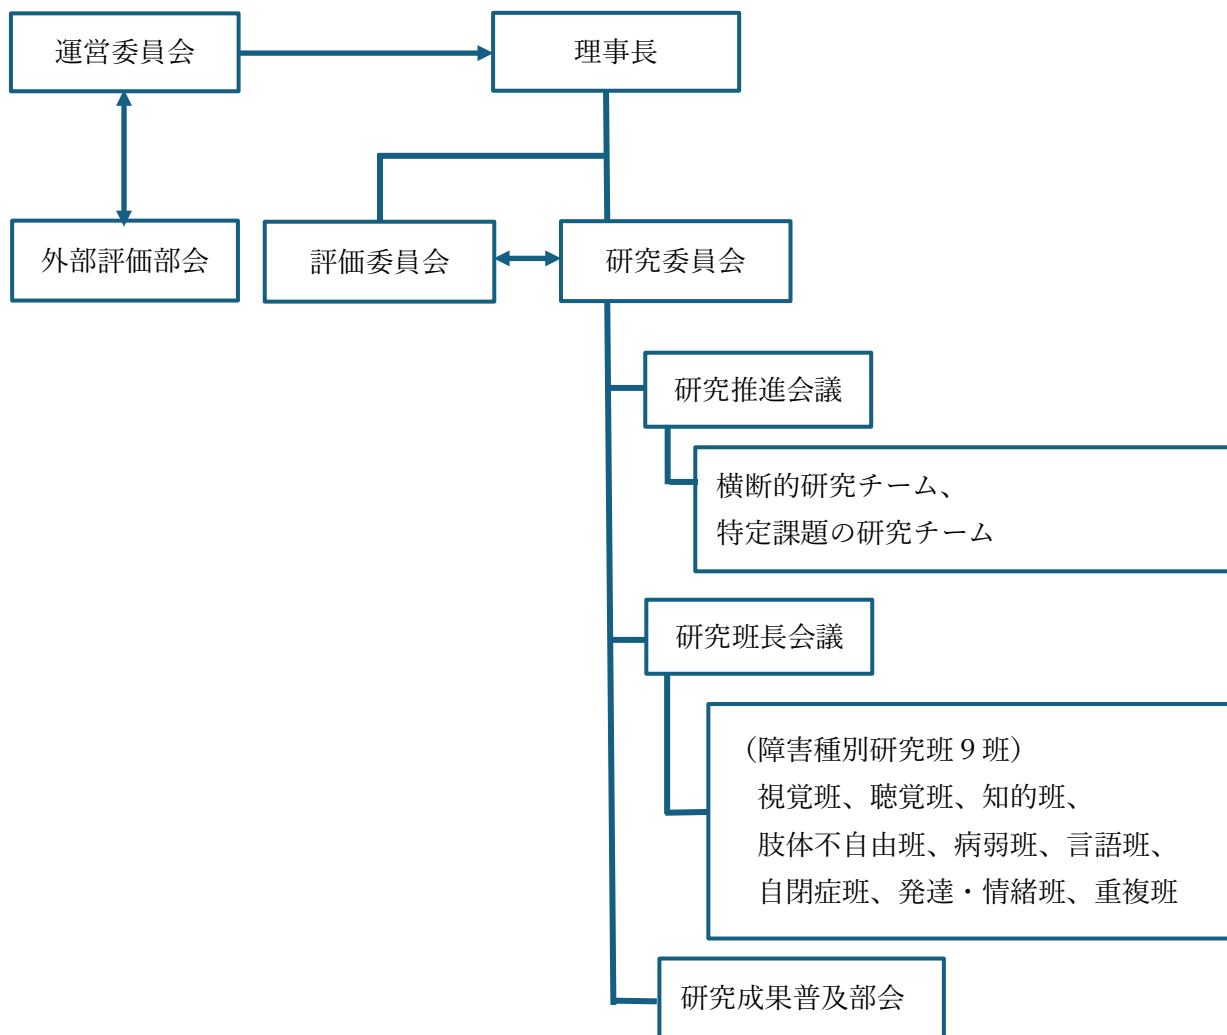 運営委員会
理事長
外部評価部会
評価委員会
研究委員会
研究推進会議
横断的研究チーム、
特定課題の研究チーム
研究班長会議
（障害種別研究班９班）
視覚班、聴覚班、知的班、
肢体不自由班、病弱班、言語班、
自閉症班、発達・情緒班、重複班
研究成果普及部会